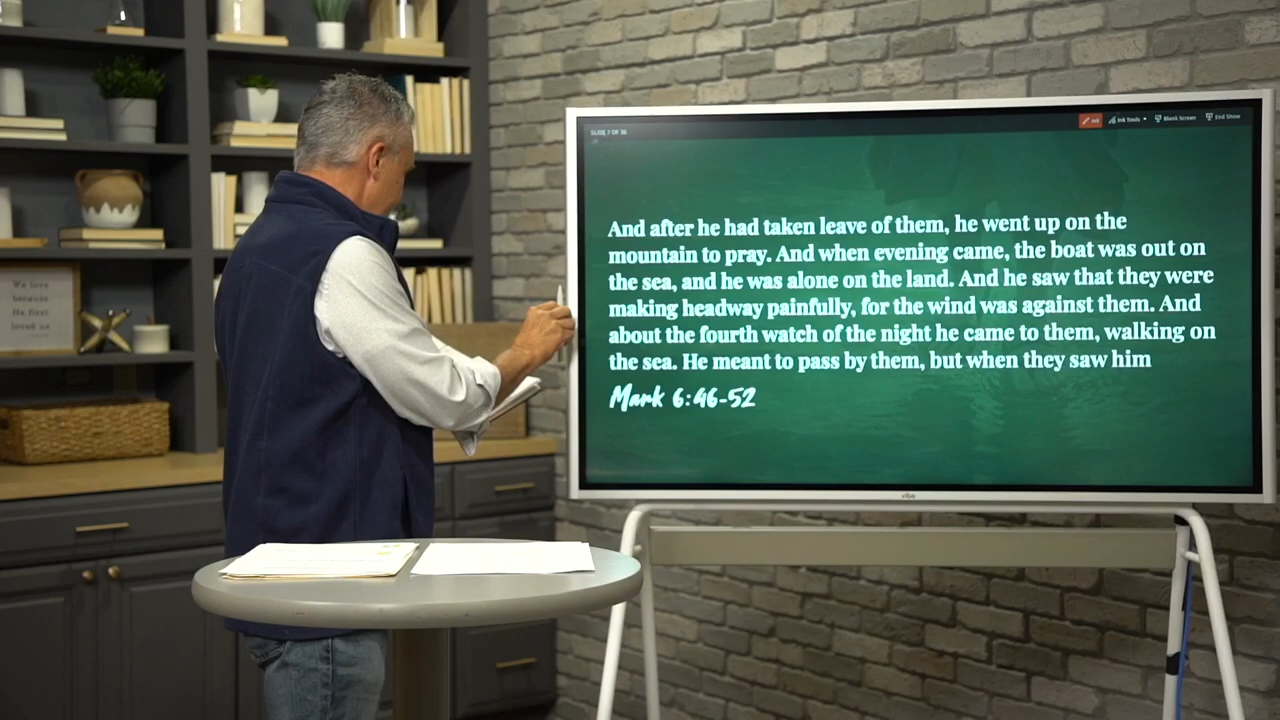 SLIDE 7 OF 36
Ink
Ink Tools
Blank Screen
End Show
And after he had taken leave of them, he went up on the
mountain to pray. And when evening came, the boat was out on
the sea, and he was alone on the land. And he saw that they were
making headway painfully, for the wind was against them. And
about the fourth watch of the night he came to them, walking on
the sea. He meant to pass by them, but when they saw him
Mark 6:46-52
We love
because
He first
loved us
vibe